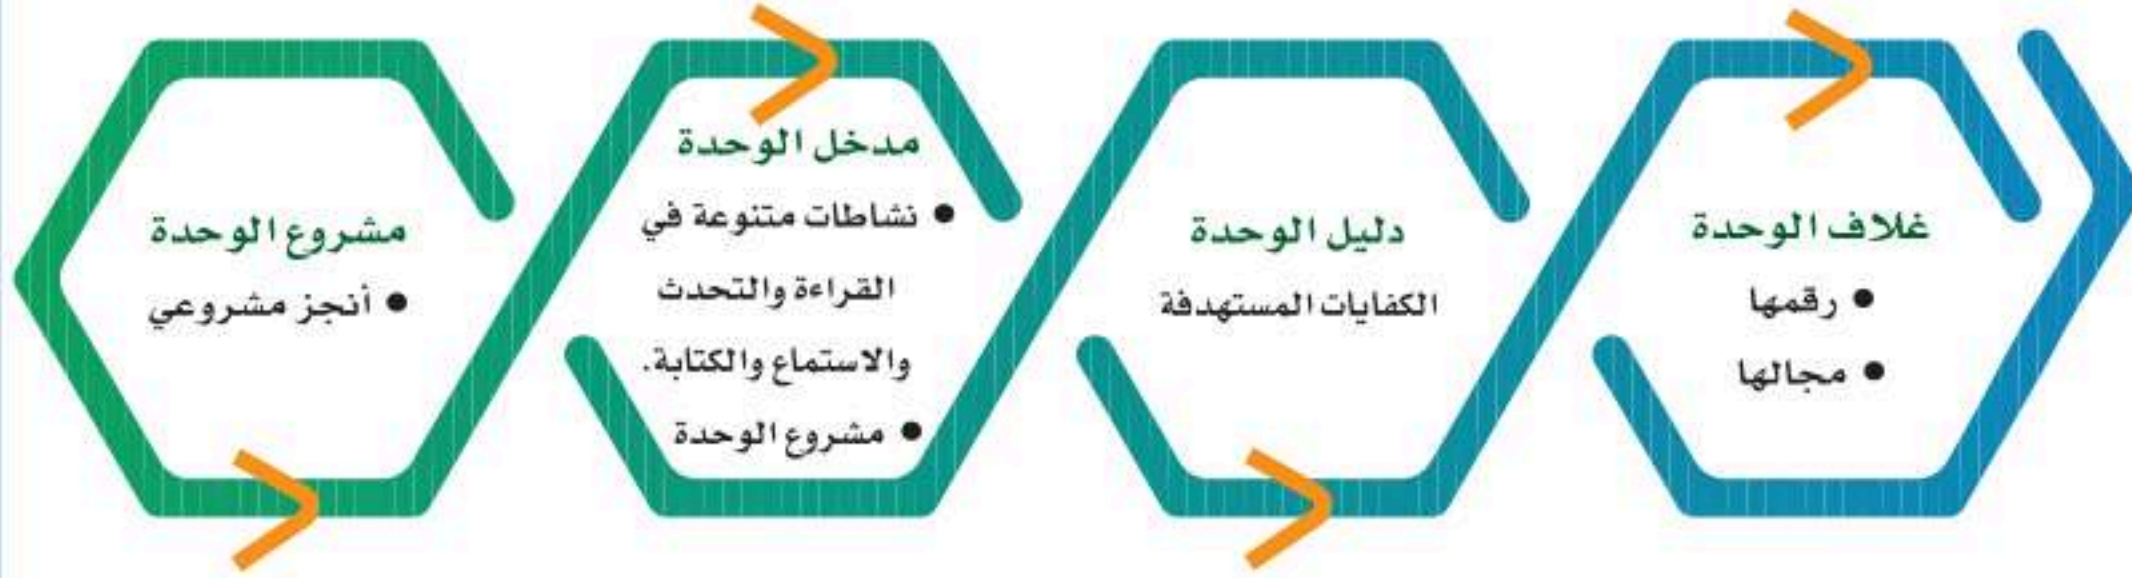 غلاف الوحدة
• رقمها
• مجالها
دليل الوحدة
الكفايات المستهدفة
مدخل الوحدة
• نشاطات متنوعة في
القراءة والتحدث
والاستماع والكتابة.
• مشروع الوحدة
مشروع الوحدة
• أنجز مشروعي